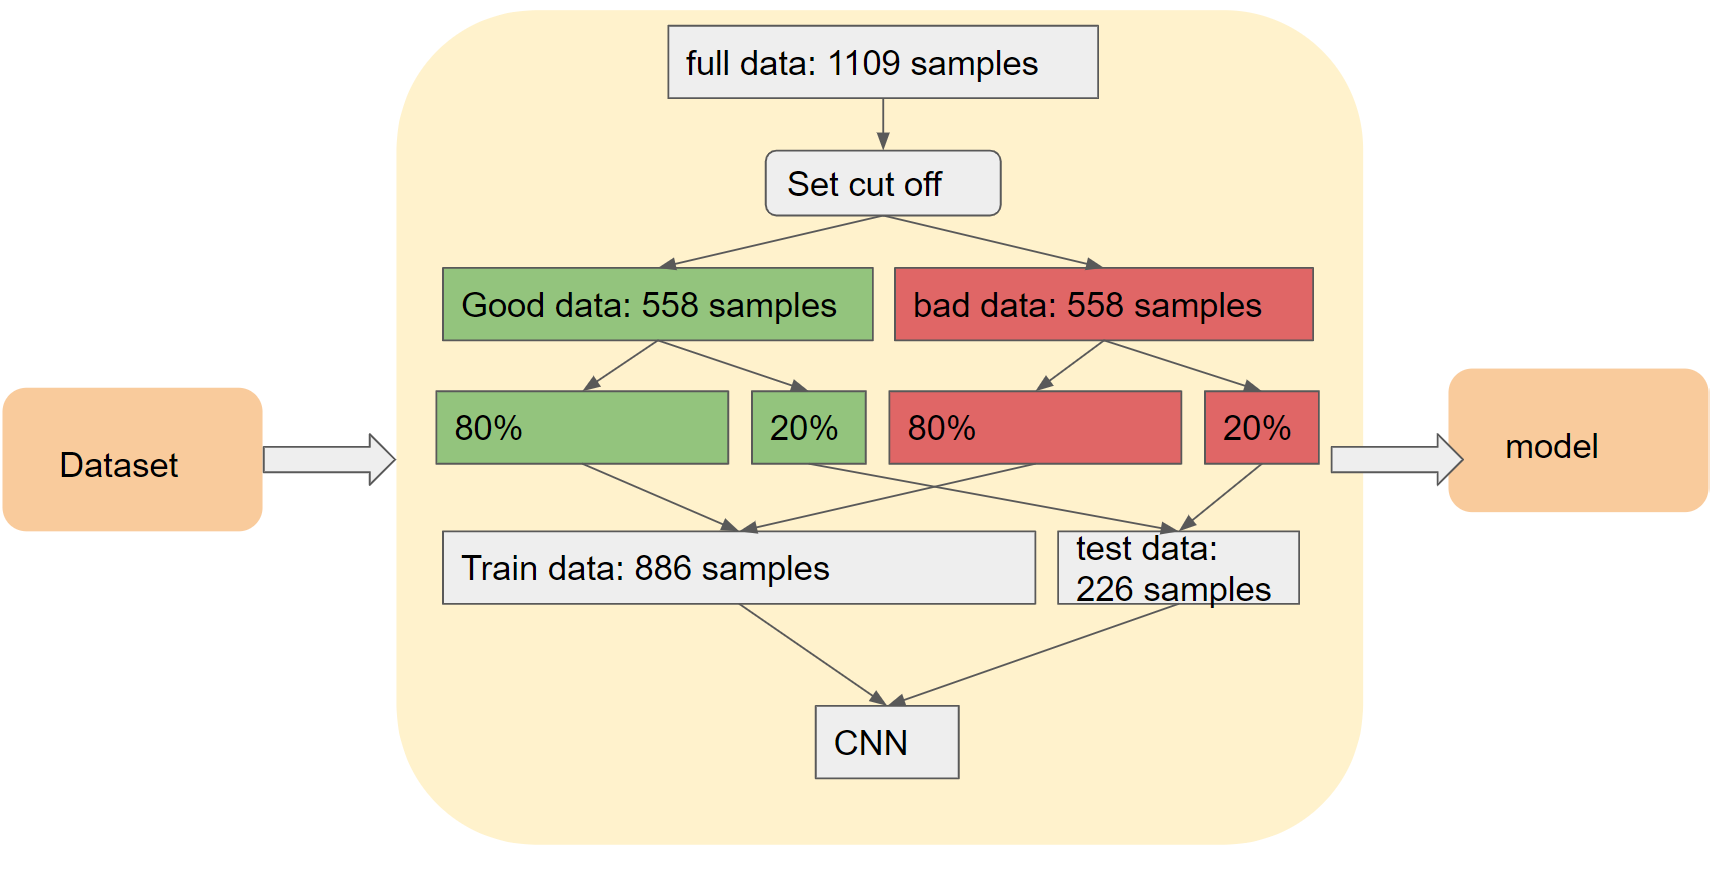 full data: 1109 samples
Set cut off
Good data: 558 samples
bad data: 558 samples
80%
20%
80%
20%
Dataset
model
Train data: 886 samples
test data:
226 samples
CNN